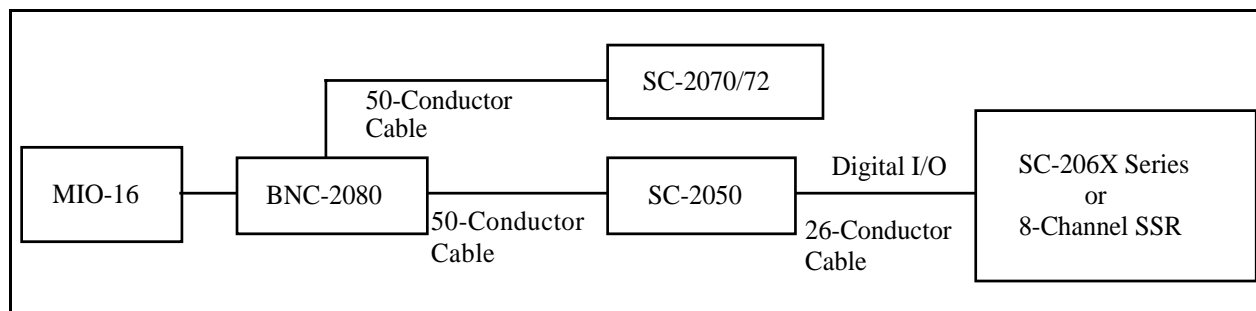 SC-2070/72
50-Conductor
Cable
MIO-16
BNC-2080
50-Conductor
Cable
SC-2050
Digital I/O
26-Conductor
Cable
SC-206X Series
or
8-Channel SSR